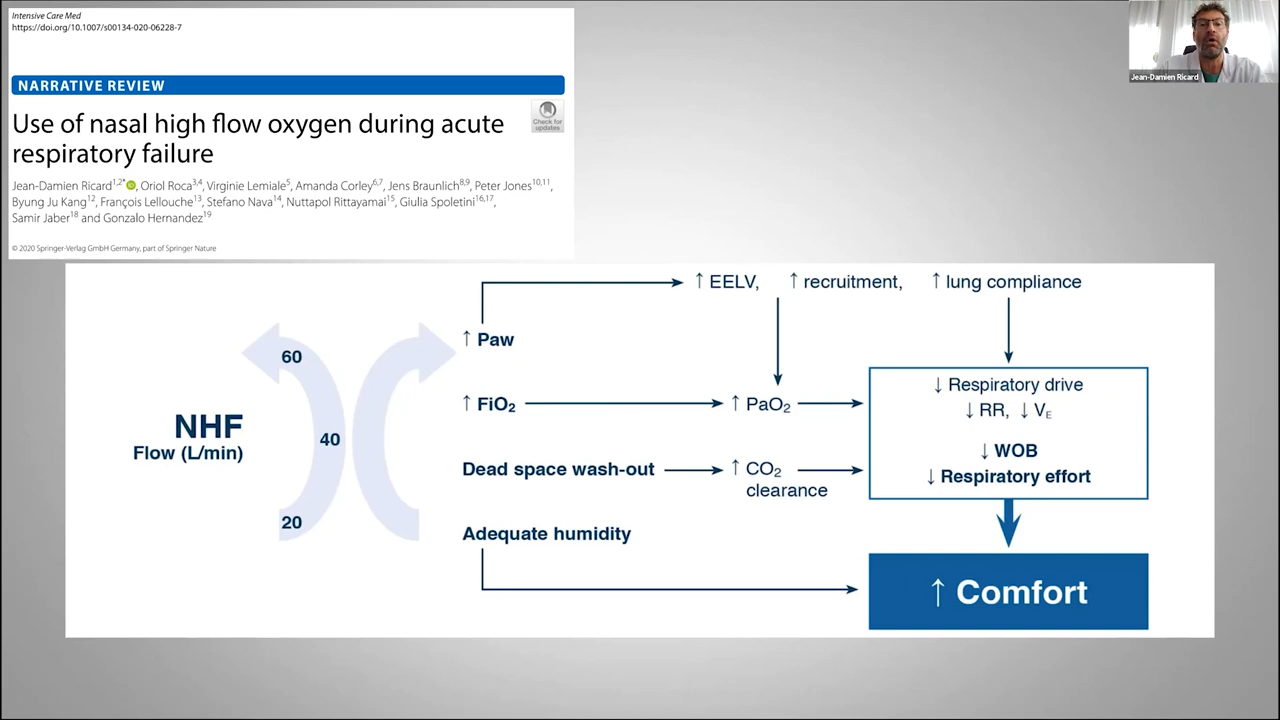 Intensive Care Med
https://doi.org/10.1007/s00134-020-06228-7
NARRATIVE REVIEW
Use of nasal high flow oxygen during acute
respiratory failure
Check for
updates
Jean-Damien Ricard1,2*, Oriol Roca3,4, Virginie Lemiale5, Amanda Corley6,7, Jens Braunlich8,9, Peter Jones10,11,
Byung Ju Kang12, François Lellouche13, Stefano Nava14, Nuttapol Rittayamai15, Giulia Spoletini16,17,
Samir Jaber18 and Gonzalo Hernandez19
© 2020 Springer-Verlag GmbH Germany, part of Springer Nature
Jean-Damien Ricard
NHF
Flow (L/min)
60
40
20
↑ Paw
↑ EELV, ↑ recruitment, ↑ lung compliance
↑ FiO2
↑ PaO2
Dead space wash-out
↑ CO2
clearance
Adequate humidity
↓ Respiratory drive
↓ RR, ↓ VE
↓ WOB
↓ Respiratory effort
↑ Comfort